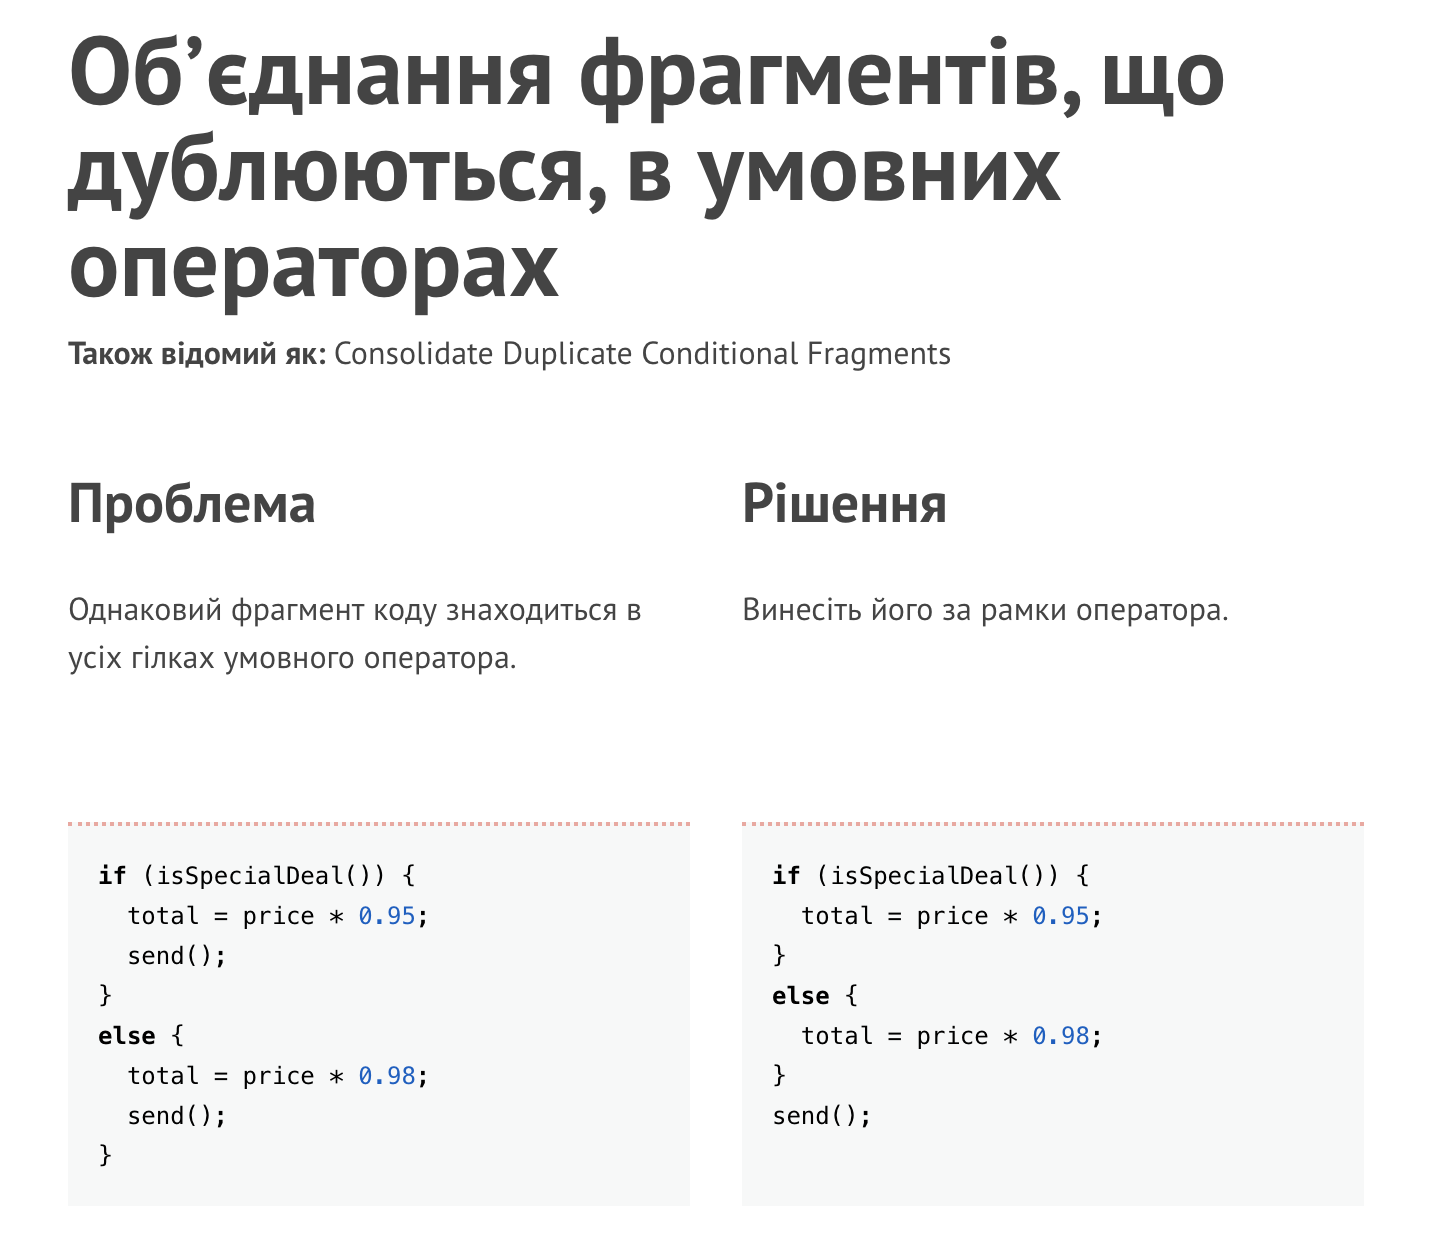 Об’єднання фрагментів, що
дублюються, в умовних
операторах
Також відомий як: Consolidate Duplicate Conditional Fragments
Проблема
Однаковий фрагмент коду знаходиться в
усіх гілках умовного оператора.
if (isSpecialDeal()) {
  total = price * 0.95;
  send();
}
else {
  total = price * 0.98;
  send();
}
Рішення
Винесіть його за рамки оператора.
if (isSpecialDeal()) {
  total = price * 0.95;
}
else {
  total = price * 0.98;
}
send();